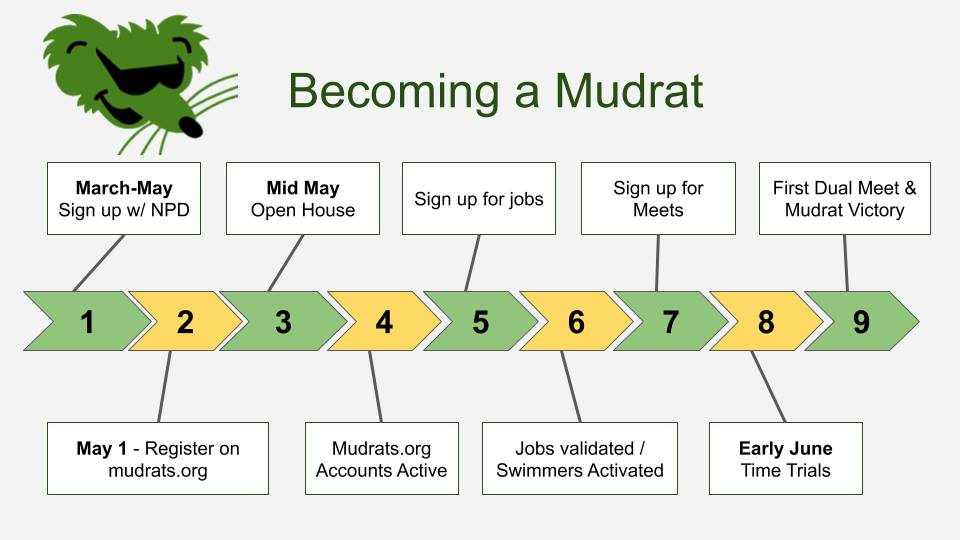 Becoming a Mudrat
March-May
Sign up w/ NPD
Mid May
Open House
Sign up for jobs
Sign up for
Meets
First Dual Meet &
Mudrat Victory
1
2
3
4
5
6
7
8
9
May 1 - Register on
mudrats.org
Mudrats.org
Accounts Active
Jobs validated /
Swimmers Activated
Early June
Time Trials